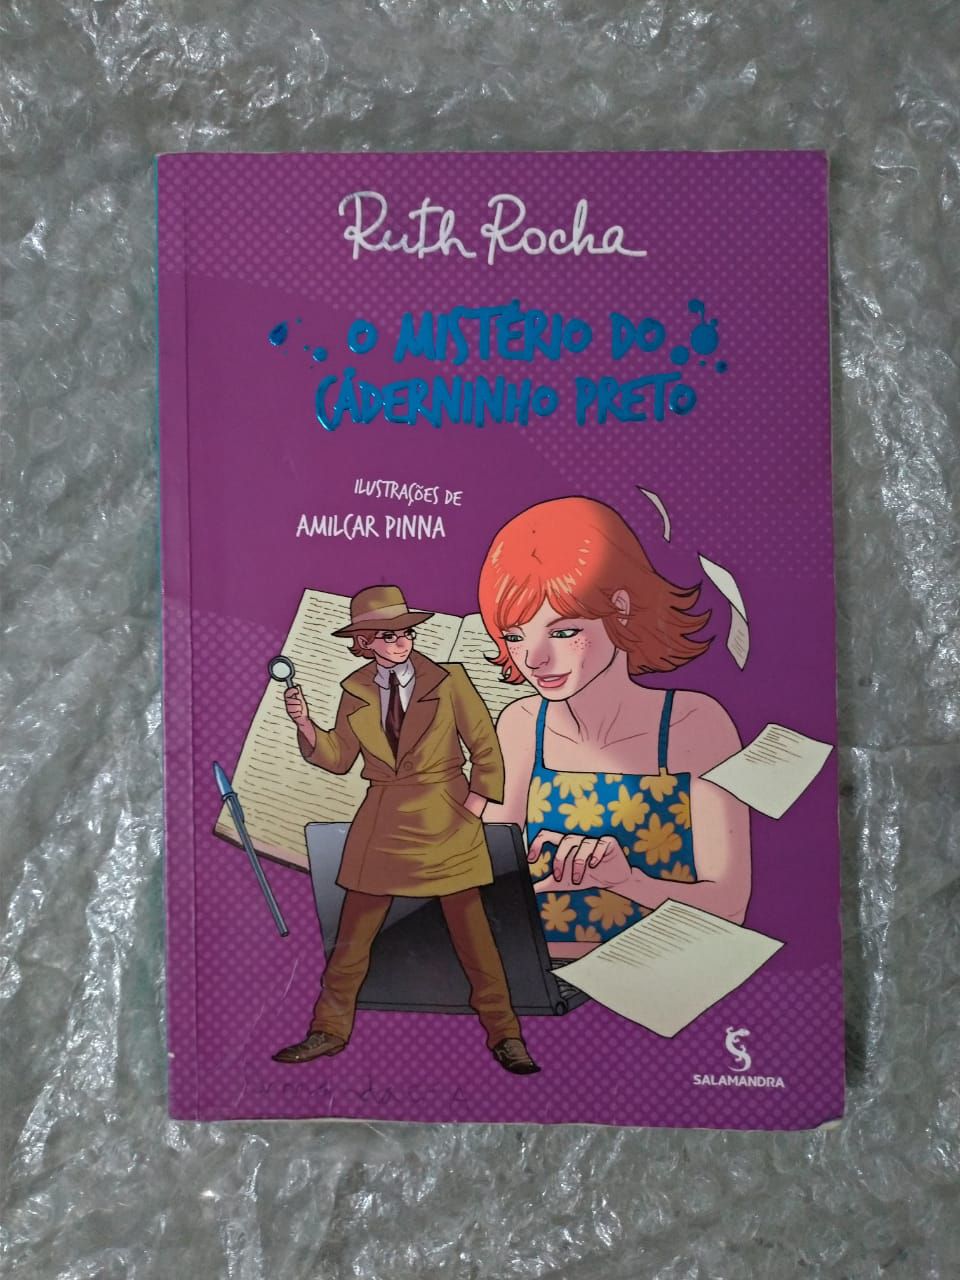 Ruth Rocha
O MISTÉRIO DO
CADERNINHO PRETO
ILUSTRAÇÕES DE
AMILCAR PINNA
SALAMANDRA